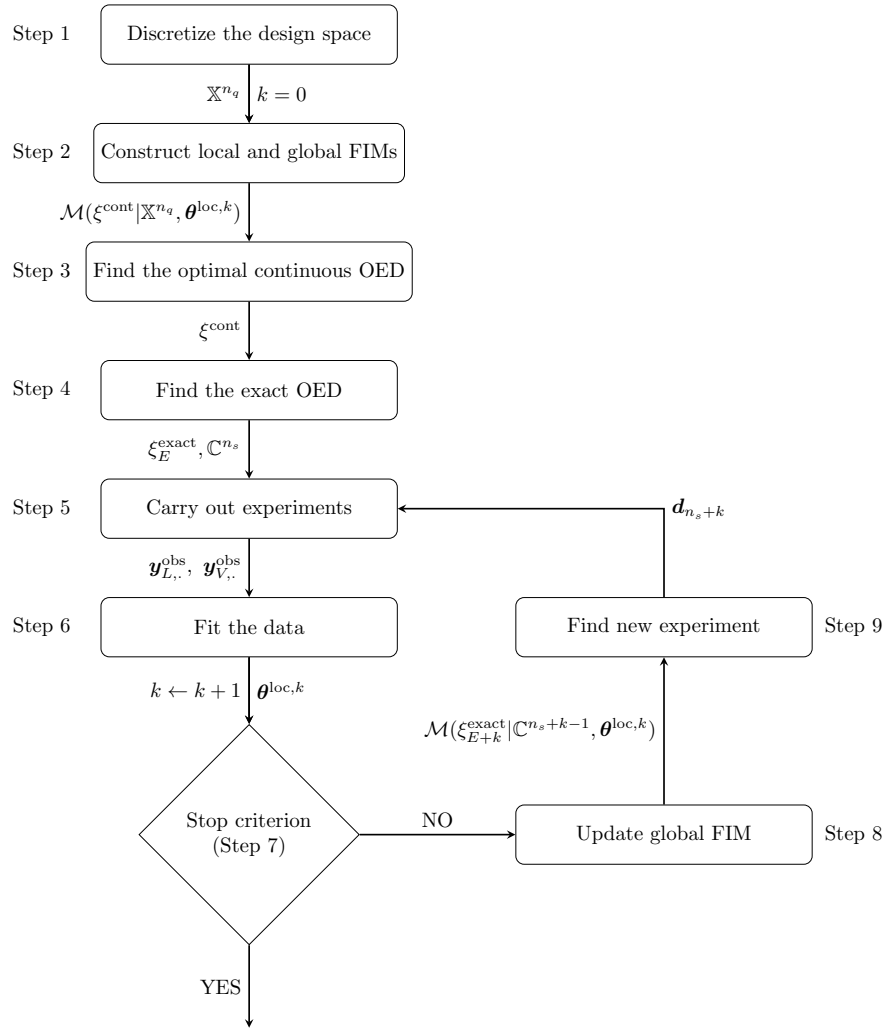 Step 1
Discretize the design space
𝕏^{n_q} k = 0
Step 2
Construct local and global FIMs
ℳ(ξ^{cont}|𝕏^{n_q}, θ^{loc,k})
Step 3
Find the optimal continuous OED
ξ^{cont}
Step 4
Find the exact OED
ξ_E^{exact}, ℂ^{n_s}
Step 5
Carry out experiments
d_{n_s+k}
y_{L,.}^{obs}, y_{V,.}^{obs}
Step 6
Fit the data
Find new experiment
Step 9
k ← k + 1 θ^{loc,k}
ℳ(ξ_{E+k}^{exact}|ℂ^{n_s+k−1}, θ^{loc,k})
Stop criterion
(Step 7)
NO
Update global FIM
Step 8
YES